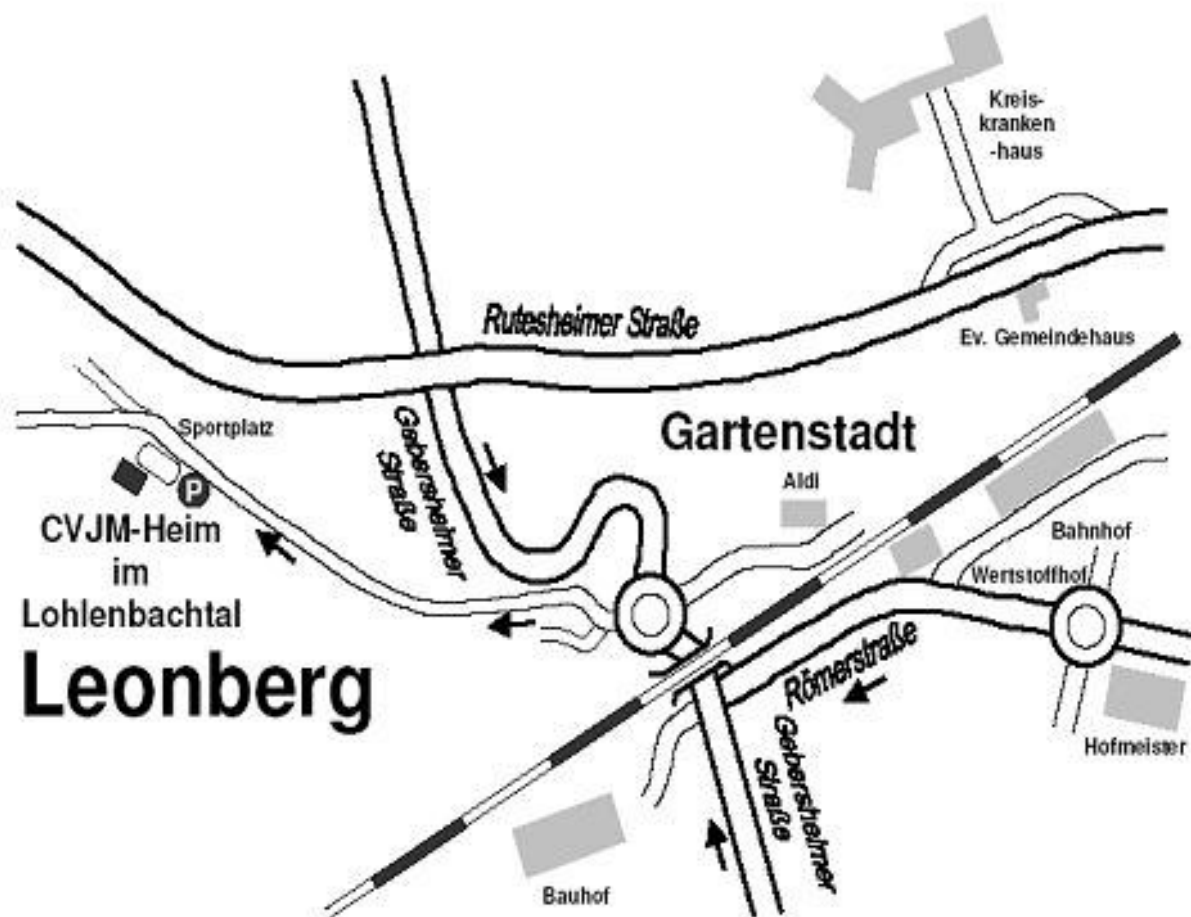 Kreis-
kranken
-haus
Rutesheimer Straße
Ev. Gemeindehaus
Gebersheimer
Straße
Gartenstadt
Sportplatz
Aldi
P
CVJM-Heim
im
Lohlenbachtal
Leonberg
Bahnhof
Wertstoffhof
Römerstraße
Hofmeister
Gebersheimer
Straße
Bauhof